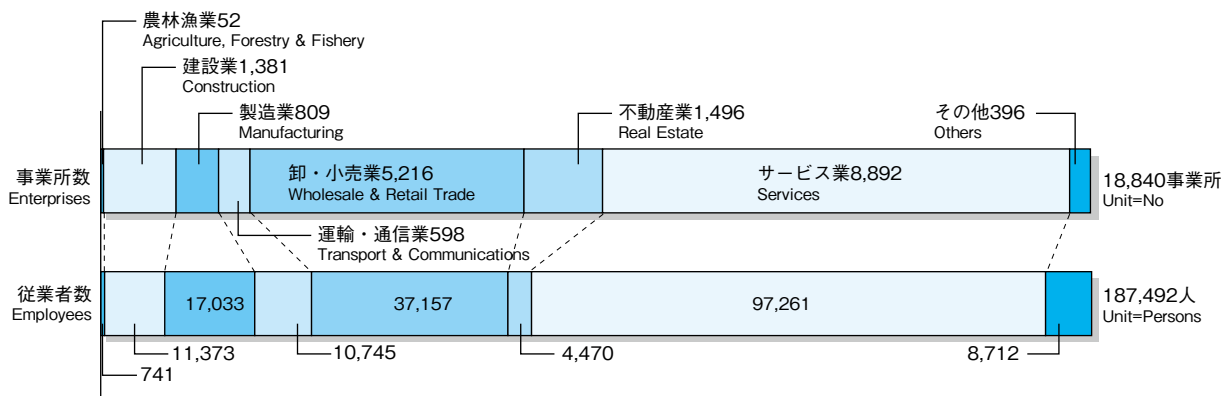 農林漁業52
Agriculture, Forestry & Fishery
建設業1,381
Construction
製造業809
Manufacturing
不動産業1,496
Real Estate
その他396
Others
事業所数
Enterprises
卸・小売業5,216
Wholesale & Retail Trade
サービス業8,892
Services
18,840事業所
Unit=No
運輸・通信業598
Transport & Communications
従業者数
Employees
17,033
37,157
97,261
187,492人
Unit=Persons
11,373
10,745
4,470
8,712
741